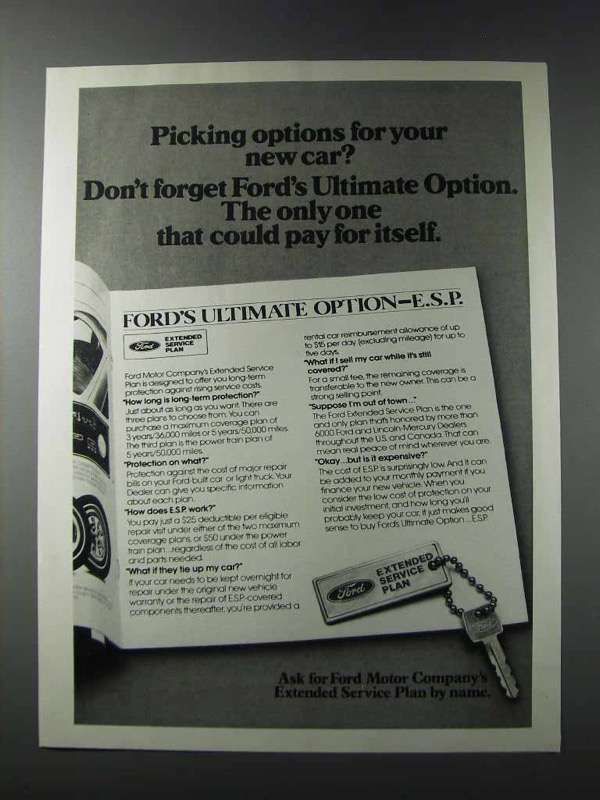 Picking options for your
new car?
Don't forget Ford's Ultimate Option.
The only one
that could pay for itself.
FORD'S ULTIMATE OPTION—E.S.P.
Ford
EXTENDED
SERVICE
PLAN
Ford Motor Company's Extended Service
Plan is designed to offer you long-term
protection against rising service costs.
"How long is long-term protection?"
Just about as long as you want. There are
three plans to choose from. You can
purchase a maximum coverage plan of
3 years/36,000 miles or 5 years/50,000 miles.
The third plan is the power train plan of
5 years/50,000 miles.
"Protection on what?"
Protection against the cost of major repair
bills on your Ford-built car or light truck. Your
Dealer can give you specific information
about each plan.
"How does E.S.P. work?"
You pay just a $25 deductible per eligible
repair visit under either of the two maximum
coverage plans, or $50 under the power
train plan...regardless of the cost of all labor
and parts needed.
"What if they tie up my car?"
If your car needs to be kept overnight for
repair under the original new vehicle
warranty or the repair of E.S.P.-covered
components thereafter, you're provided a
rental car reimbursement allowance of up
to $15 per day (excluding mileage) for up to
five days.
"What if I sell my car while it's still
covered?"
For a small fee, the remaining coverage is
transferable to the new owner. This can be a
strong selling point.
"Suppose I'm out of town..."
The Ford Extended Service Plan is the one
and only plan that's honored by more than
6000 Ford and Lincoln-Mercury Dealers
throughout the U.S. and Canada. That can
mean real peace of mind wherever you are.
"Okay...but is it expensive?"
The cost of E.S.P. is surprisingly low. And it can
be added to your monthly payment if you
finance your new vehicle. When you
consider the low cost of protection on your
initial investment, and how long you'll
probably keep your car, it just makes good
sense to buy Ford's Ultimate Option...E.S.P.
Ford
EXTENDED
SERVICE
PLAN
Ford
Ask for Ford Motor Company's
Extended Service Plan by name.